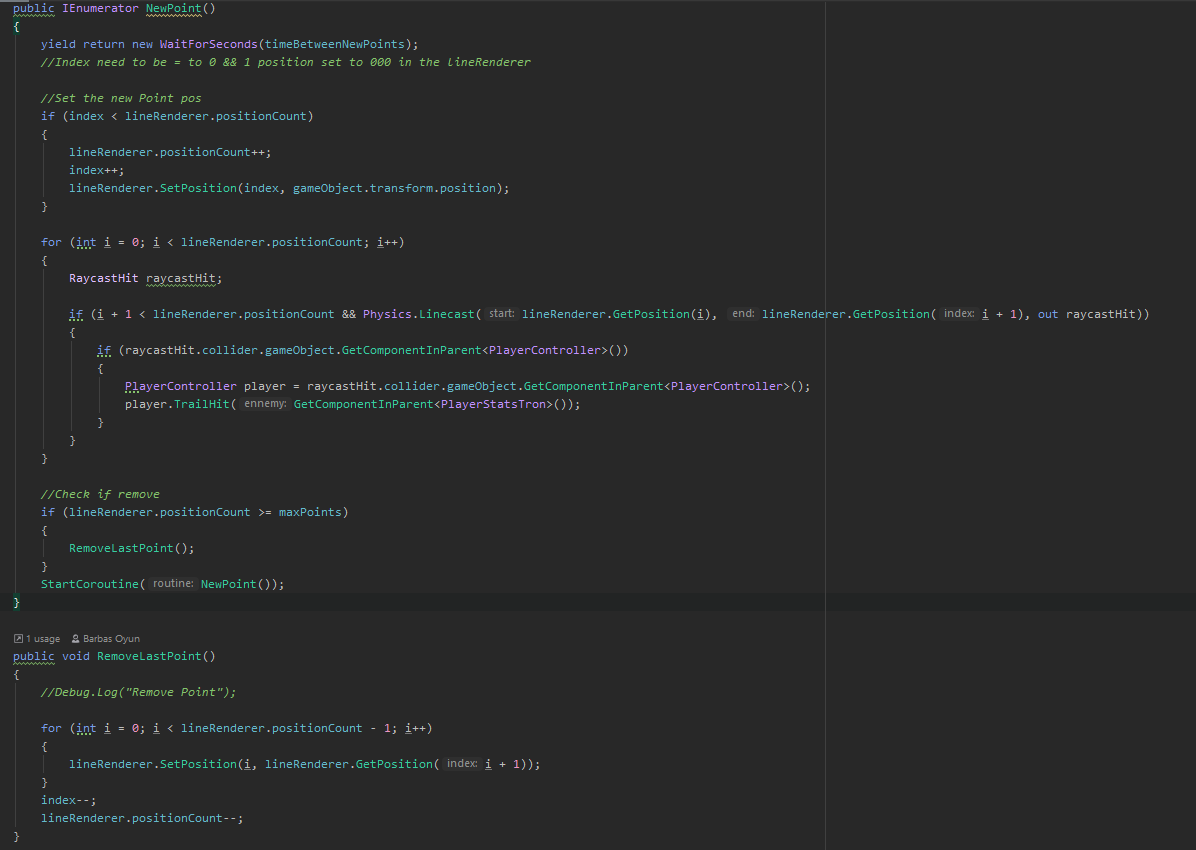 public IEnumerator NewPoint()
{
yield return new WaitForSeconds(timeBetweenNewPoints);
//Index need to be = to 0 && 1 position set to 000 in the lineRenderer
//Set the new Point pos
if (index < lineRenderer.positionCount)
{
lineRenderer.positionCount++;
index++;
lineRenderer.SetPosition(index, gameObject.transform.position);
}
for (int i = 0; i < lineRenderer.positionCount; i++)
{
RaycastHit raycastHit;
if (i + 1 < lineRenderer.positionCount && Physics.Linecast( start: lineRenderer.GetPosition(i), end: lineRenderer.GetPosition( index: i + 1), out raycastHit))
{
if (raycastHit.collider.gameObject.GetComponentInParent<PlayerController>())
{
PlayerController player = raycastHit.collider.gameObject.GetComponentInParent<PlayerController>();
player.TrailHit( ennemy: GetComponentInParent<PlayerStatsTron>());
}
}
}
//Check if remove
if (lineRenderer.positionCount >= maxPoints)
{
RemoveLastPoint();
}
StartCoroutine( routine: NewPoint());
}
1 usage Barbas Oyun
public void RemoveLastPoint()
{
//Debug.Log("Remove Point");
for (int i = 0; i < lineRenderer.positionCount - 1; i++)
{
lineRenderer.SetPosition(i, lineRenderer.GetPosition( index: i + 1));
}
index--;
lineRenderer.positionCount--;
}